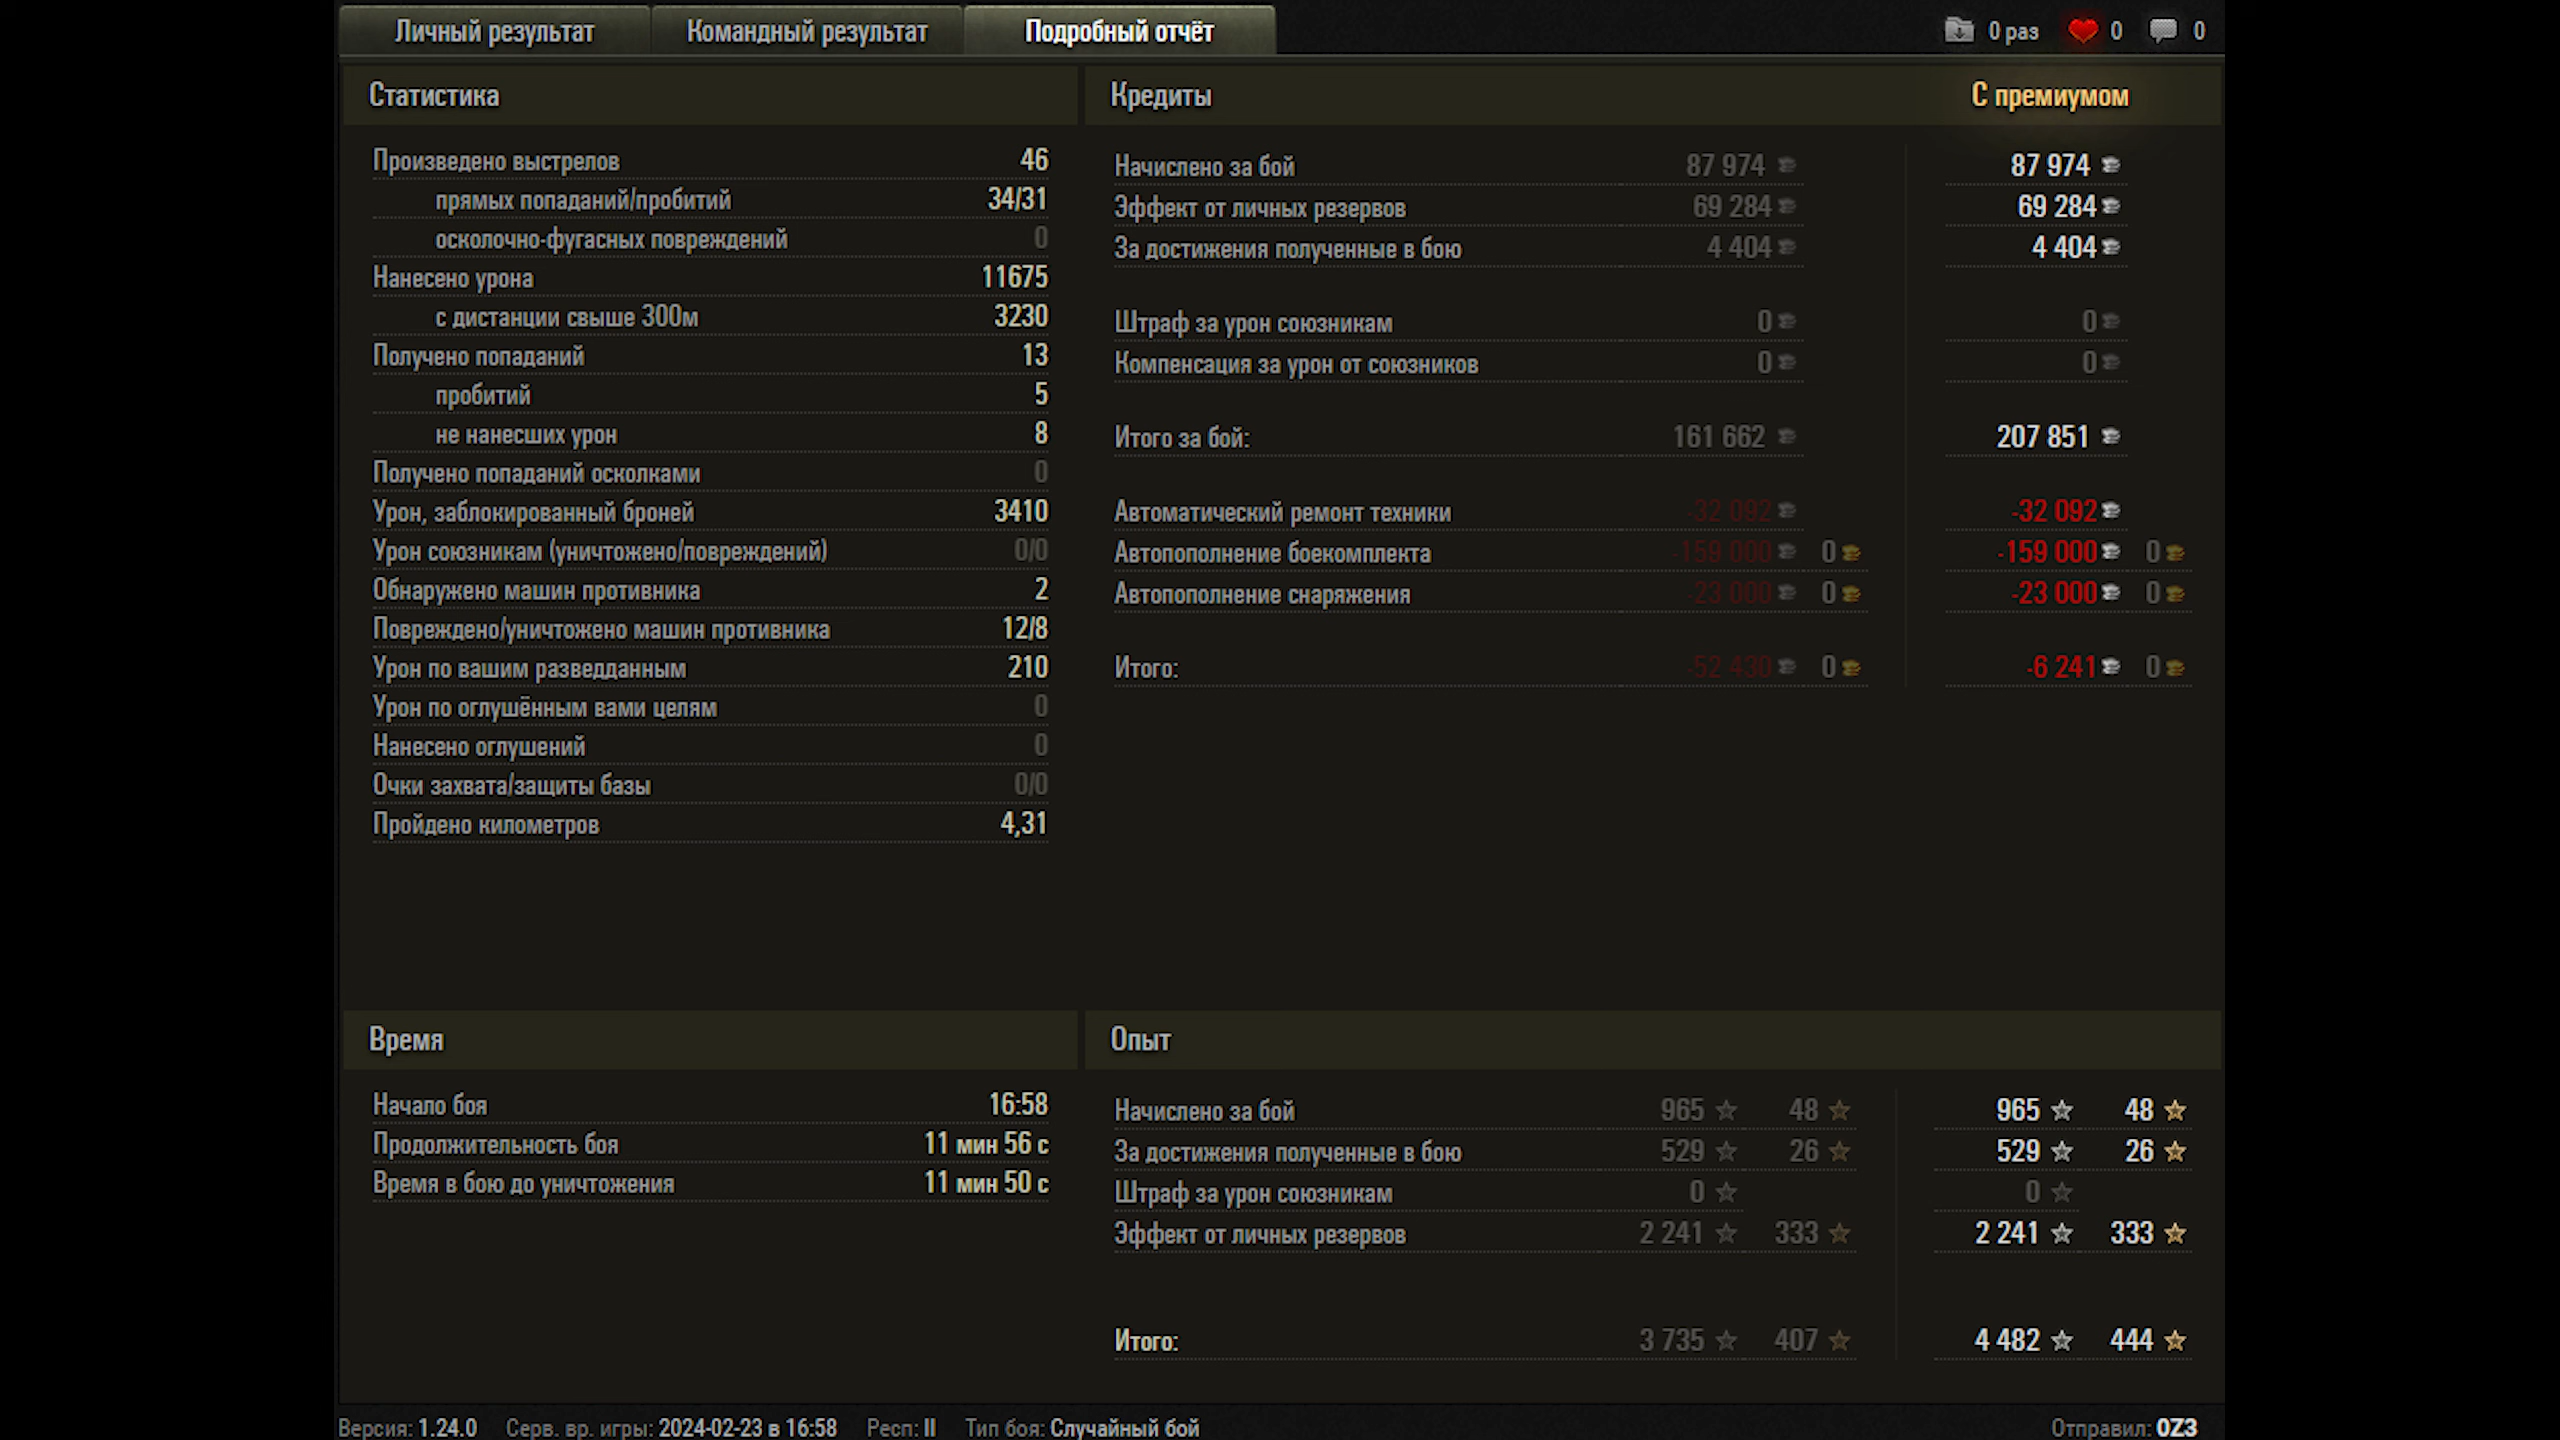 Личный результат Командный результат Подробный отчёт 0 раз 0 0
Статистика
Произведено выстрелов 46
прямых попаданий/пробитий 34/31
осколочно-фугасных повреждений 0
Нанесено урона 11675
с дистанции свыше 300м 3230
Получено попаданий 13
пробитий 5
не нанесших урон 8
Получено попаданий осколками 0
Урон, заблокированный броней 3410
Урон союзникам (уничтожено/повреждений) 0/0
Обнаружено машин противника 2
Повреждено/уничтожено машин противника 12/8
Урон по вашим разведданным 210
Урон по оглушённым вами целям 0
Нанесено оглушений 0
Очки захвата/защиты базы 0/0
Пройдено километров 4,31
Кредиты С премиумом
Начислено за бой 87 974 87 974
Эффект от личных резервов 69 284 69 284
За достижения полученные в бою 4 404 4 404
Штраф за урон союзникам 0 0
Компенсация за урон от союзников 0 0
Итого за бой: 161 662 207 851
Автоматический ремонт техники -32 092 -32 092
Автопополнение боекомплекта -159 000 0 -159 000 0
Автопополнение снаряжения -23 000 0 -23 000 0
Итого: -52 430 0 -6 241 0
Время
Начало боя 16:58
Продолжительность боя 11 мин 56 с
Время в бою до уничтожения 11 мин 50 с
Опыт
Начислено за бой 965 48 965 48
За достижения полученные в бою 529 26 529 26
Штраф за урон союзникам 0 0
Эффект от личных резервов 2 241 333 2 241 333
Итого: 3 735 407 4 482 444
Версия: 1.24.0 Серв. вр. игры: 2024-02-23 в 16:58 Респ: II Тип боя: Случайный бой Отправил: OZ3